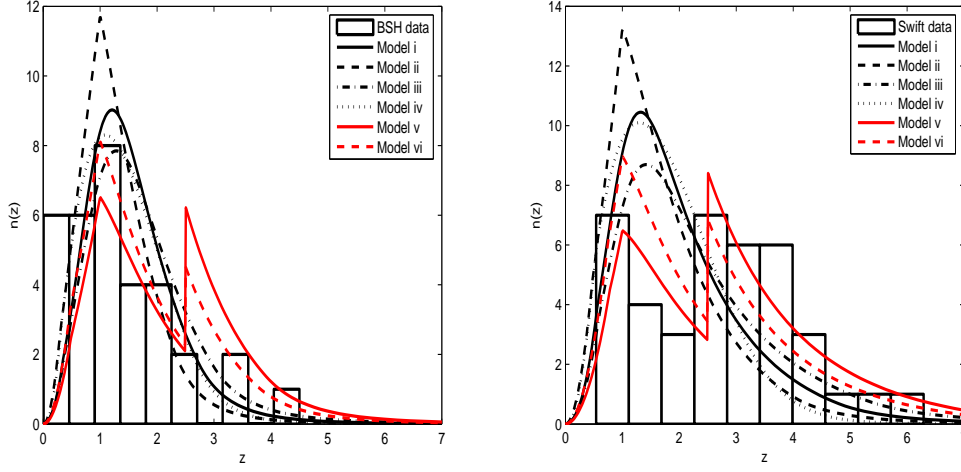 12
10
8
6
4
2
0
n(z)
0 1 2 3 4 5 6 7
z
BSH data
Model i
Model ii
Model iii
Model iv
Model v
Model vi
14
12
10
8
6
4
2
0
n(z)
0 1 2 3 4 5 6
z
Swift data
Model i
Model ii
Model iii
Model iv
Model v
Model vi